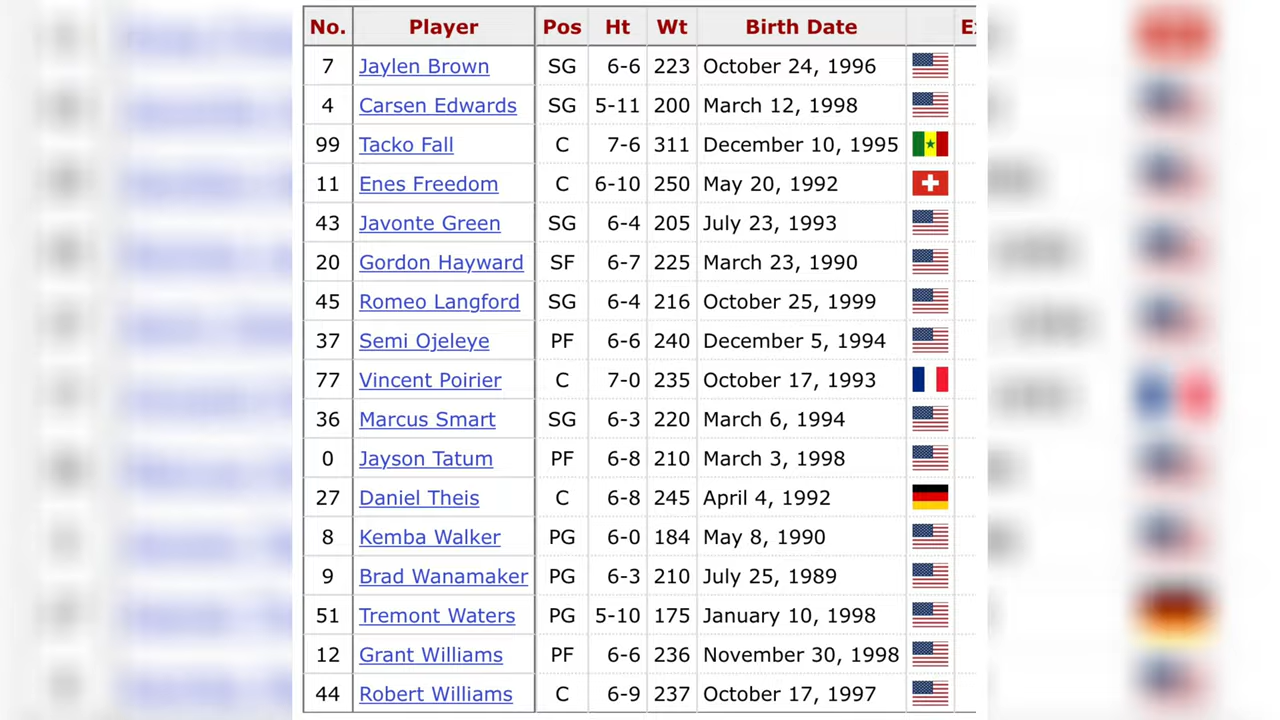 No. Player Pos Ht Wt Birth Date E
7 Jaylen Brown SG 6-6 223 October 24, 1996
4 Carsen Edwards SG 5-11 200 March 12, 1998
99 Tacko Fall C 7-6 311 December 10, 1995
11 Enes Freedom C 6-10 250 May 20, 1992
43 Javonte Green SG 6-4 205 July 23, 1993
20 Gordon Hayward SF 6-7 225 March 23, 1990
45 Romeo Langford SG 6-4 216 October 25, 1999
37 Semi Ojeleye PF 6-6 240 December 5, 1994
77 Vincent Poirier C 7-0 235 October 17, 1993
36 Marcus Smart SG 6-3 220 March 6, 1994
0 Jayson Tatum PF 6-8 210 March 3, 1998
27 Daniel Theis C 6-8 245 April 4, 1992
8 Kemba Walker PG 6-0 184 May 8, 1990
9 Brad Wanamaker PG 6-3 210 July 25, 1989
51 Tremont Waters PG 5-10 175 January 10, 1998
12 Grant Williams PF 6-6 236 November 30, 1998
44 Robert Williams C 6-9 237 October 17, 1997